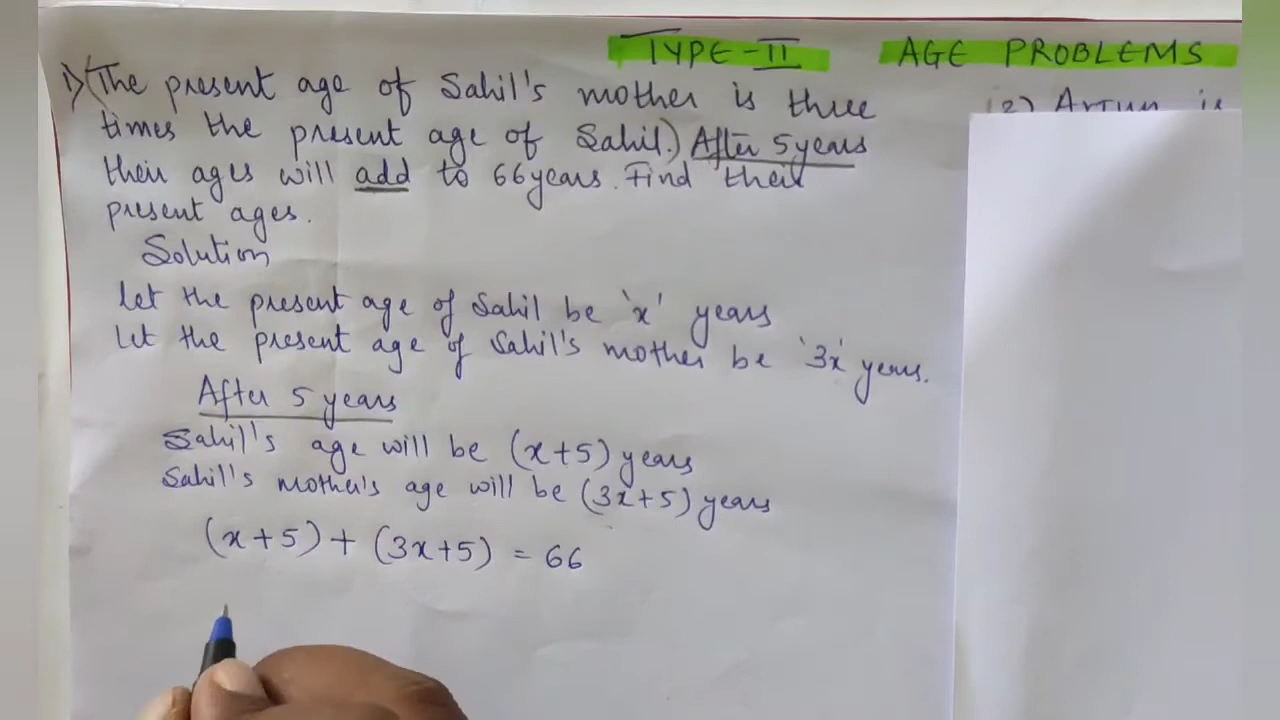 TYPE-II AGE PROBLEMS
1) (The present age of Sahil's mother is three
times the present age of Sahil.) After 5 years
their ages will add to 66 years. Find their
present ages.
Solution
Let the present age of Sahil be 'x' years
Let the present age of Sahil's mother be '3x' years.
After 5 years
Sahil's age will be (x+5) years
Sahil's mother's age will be (3x+5) years
(x+5) + (3x+5) = 66
2) Arjun is